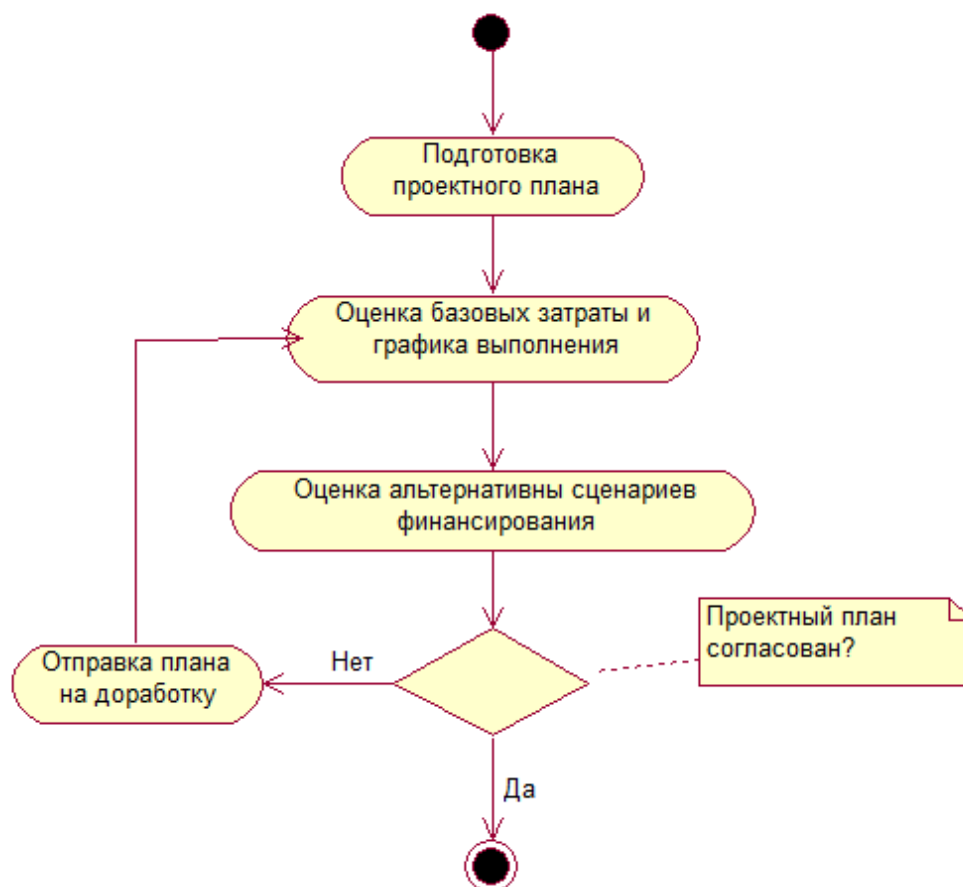 Подготовка
проектного плана
Оценка базовых затраты и
графика выполнения
Оценка альтернативны сценариев
финансирования
Проектный план
согласован?
Нет
Отправка плана
на доработку
Да